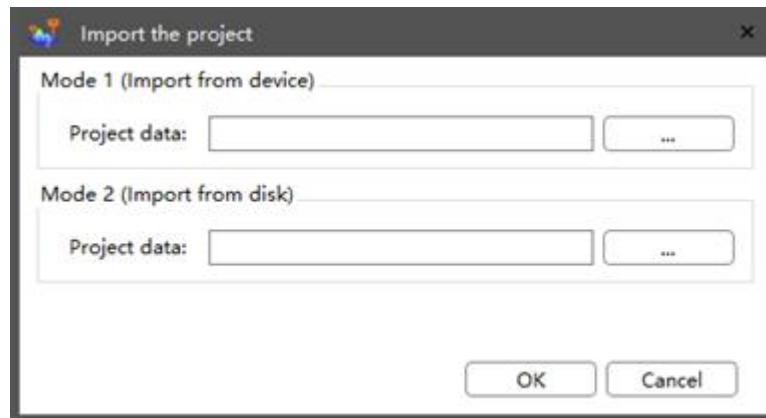 Import the project
Mode 1 (Import from device)
Project data:
...
Mode 2 (Import from disk)
Project data:
...
OK
Cancel